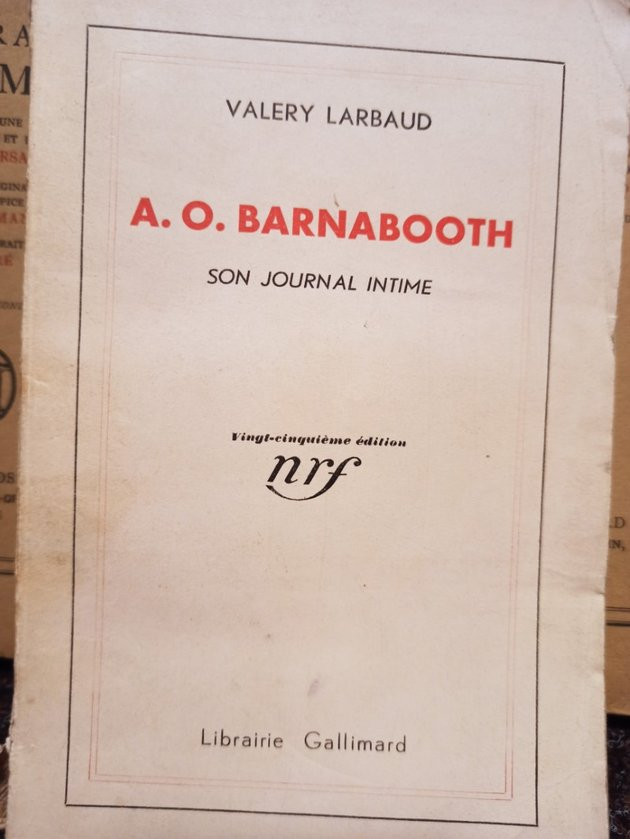 VALERY LARBAUD
A. O. BARNABOOTH
SON JOURNAL INTIME
Vingt-cinquième édition
nrf
Librairie Gallimard